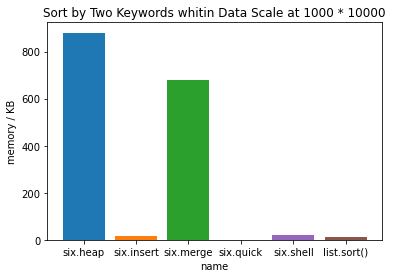 Sort by Two Keywords whitin Data Scale at 1000 * 10000
memory / KB
800
600
400
200
0
six.heap six.insert six.merge six.quick six.shell list.sort()
name